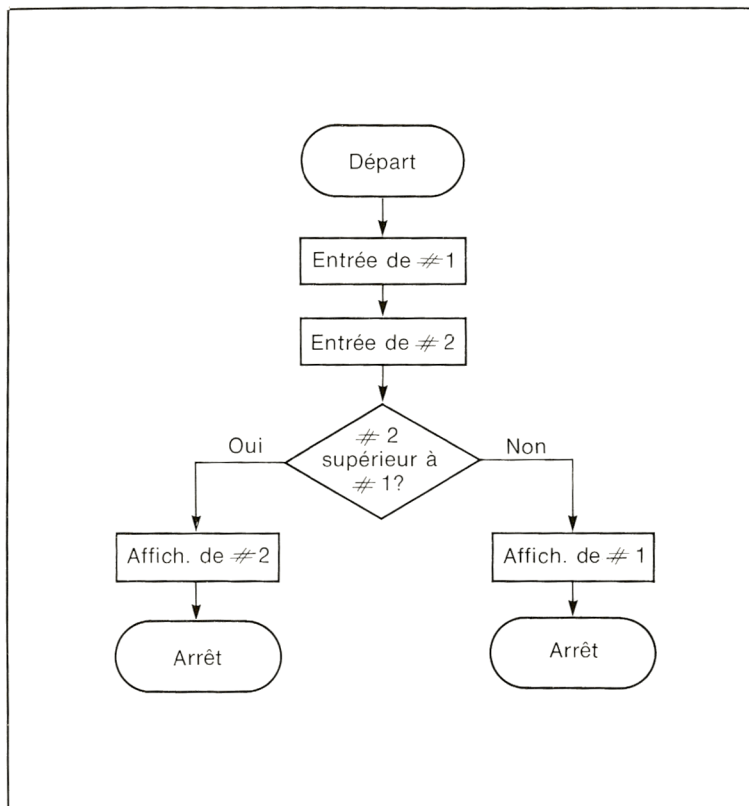 Départ
Entrée de #1
Entrée de #2
#2
supérieur à
#1?
Oui
Non
Affich. de #2
Affich. de #1
Arrêt
Arrêt